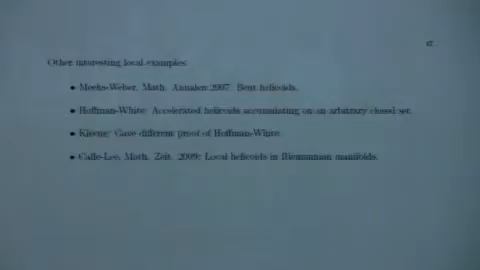 Other interesting local examples
• Meeks-Weber, Math. Annalen 2007: Bent helicoids.
• Hoffman-White: Accelerated helicoids accumulating on an arbitrary closed set.
• Kleene: Gave different proof of Hoffman-White.
• Calle-Lee, Math. Zeit. 2009: Local helicoids in Riemannian manifolds.